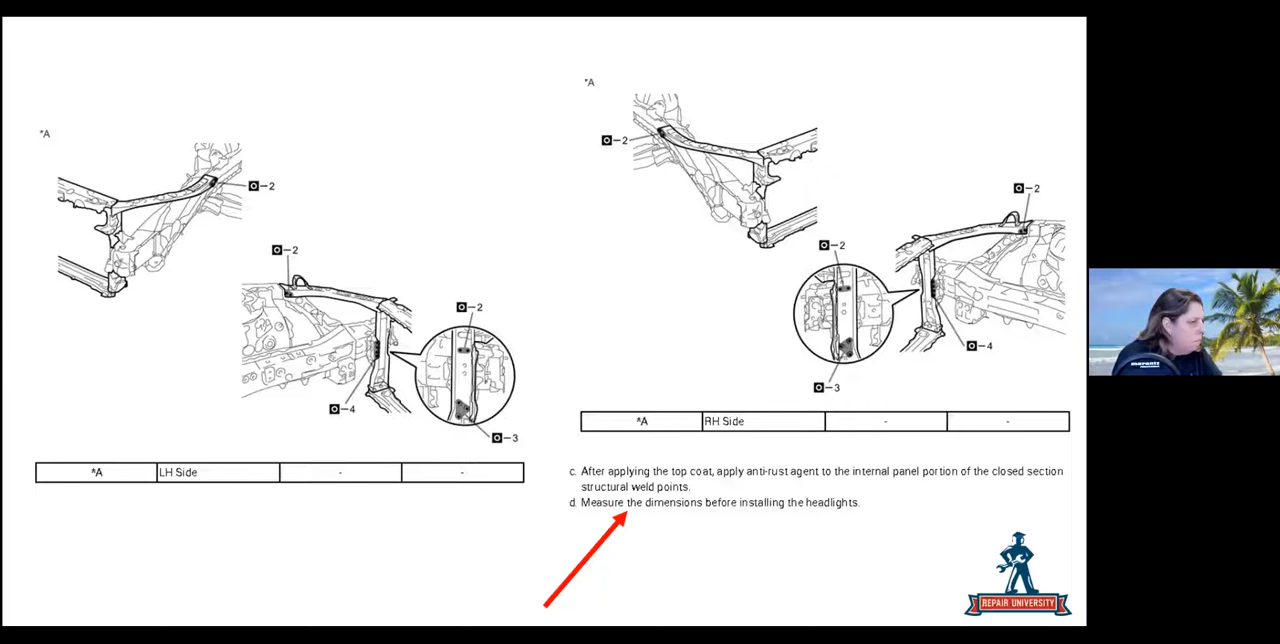 *A
-2
-2
-2
-4
-3
*A LH Side - -
*A
-2
-2
-2
-4
-3
*A RH Side - -
c. After applying the top coat, apply anti-rust agent to the internal panel portion of the closed section
structural weld points.
d. Measure the dimensions before installing the headlights.
REPAIR UNIVERSITY
marantz